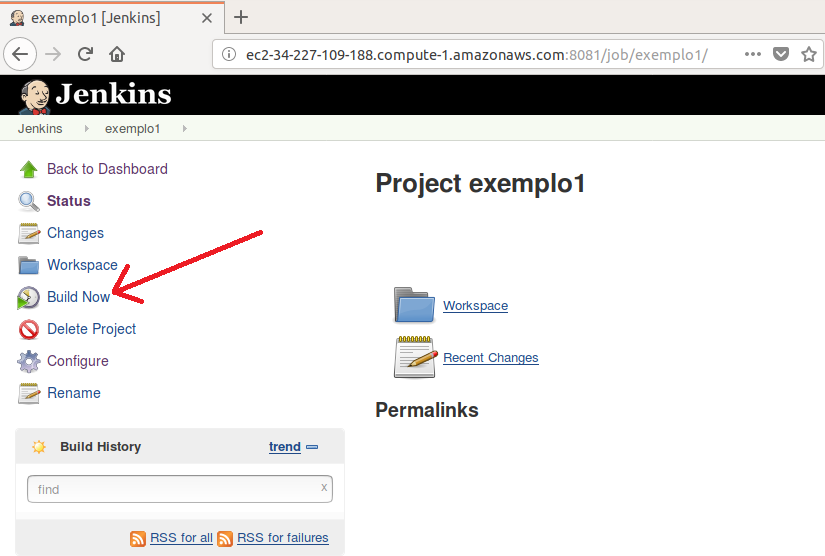 exemplo1 [Jenkins]
ec2-34-227-109-188.compute-1.amazonaws.com:8081/job/exemplo1/
Jenkins
Jenkins exemplo1
Back to Dashboard
Status
Changes
Workspace
Build Now
Delete Project
Configure
Rename
Build History trend
find x
RSS for all RSS for failures
Project exemplo1
Workspace
Recent Changes
Permalinks